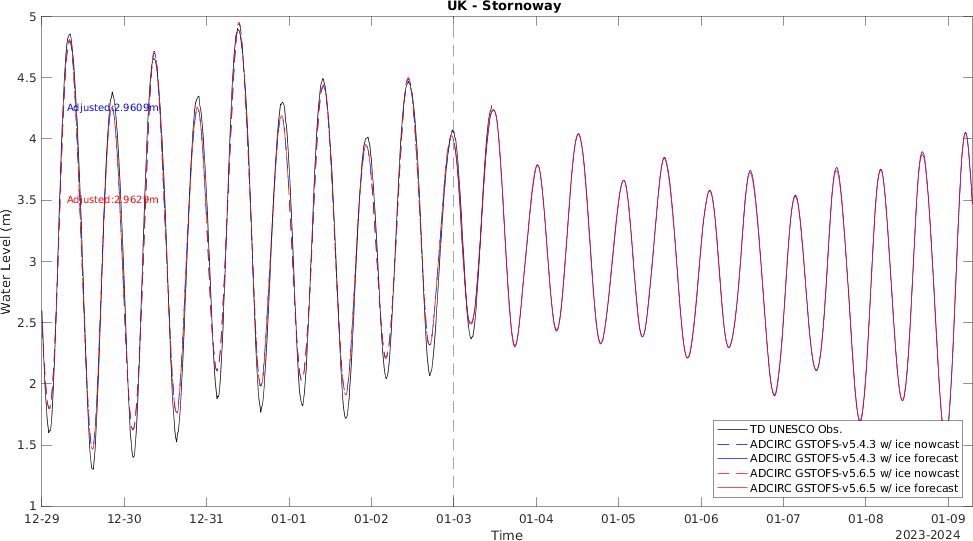 UK - Stornoway
5
4.5
4
3.5
3
2.5
2
1.5
1
Water Level (m)
Adjusted:2.9609m
Adjusted:2.9629m
TD UNESCO Obs.
ADCIRC GSTOFS-v5.4.3 w/ ice nowcast
ADCIRC GSTOFS-v5.4.3 w/ ice forecast
ADCIRC GSTOFS-v5.6.5 w/ ice nowcast
ADCIRC GSTOFS-v5.6.5 w/ ice forecast
12-29 12-30 12-31 01-01 01-02 01-03 01-04 01-05 01-06 01-07 01-08 01-09
Time
2023-2024